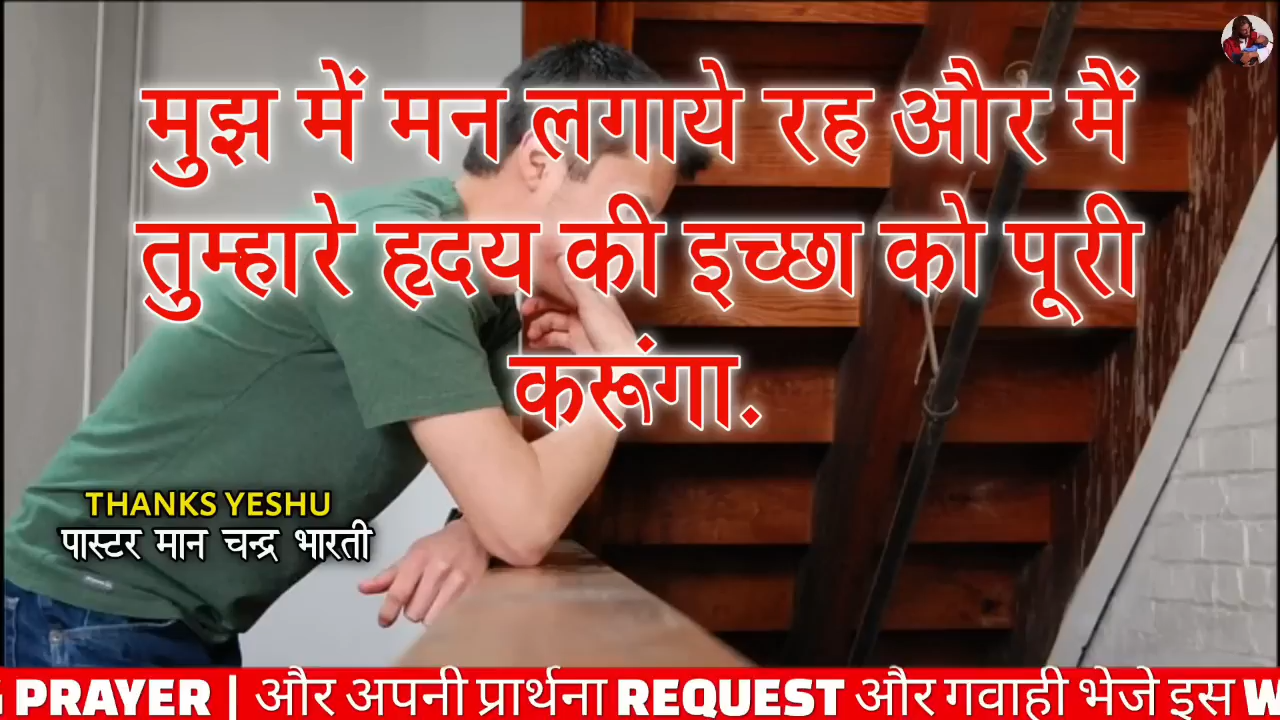 मुझ में मन लगाये रह और मैं
तुम्हारे हृदय की इच्छा को पूरी
करूंगा.
THANKS YESHU
पास्टर मान चन्द्र भारती
PRAYER | और अपनी प्रार्थना REQUEST और गवाही भेजे इस